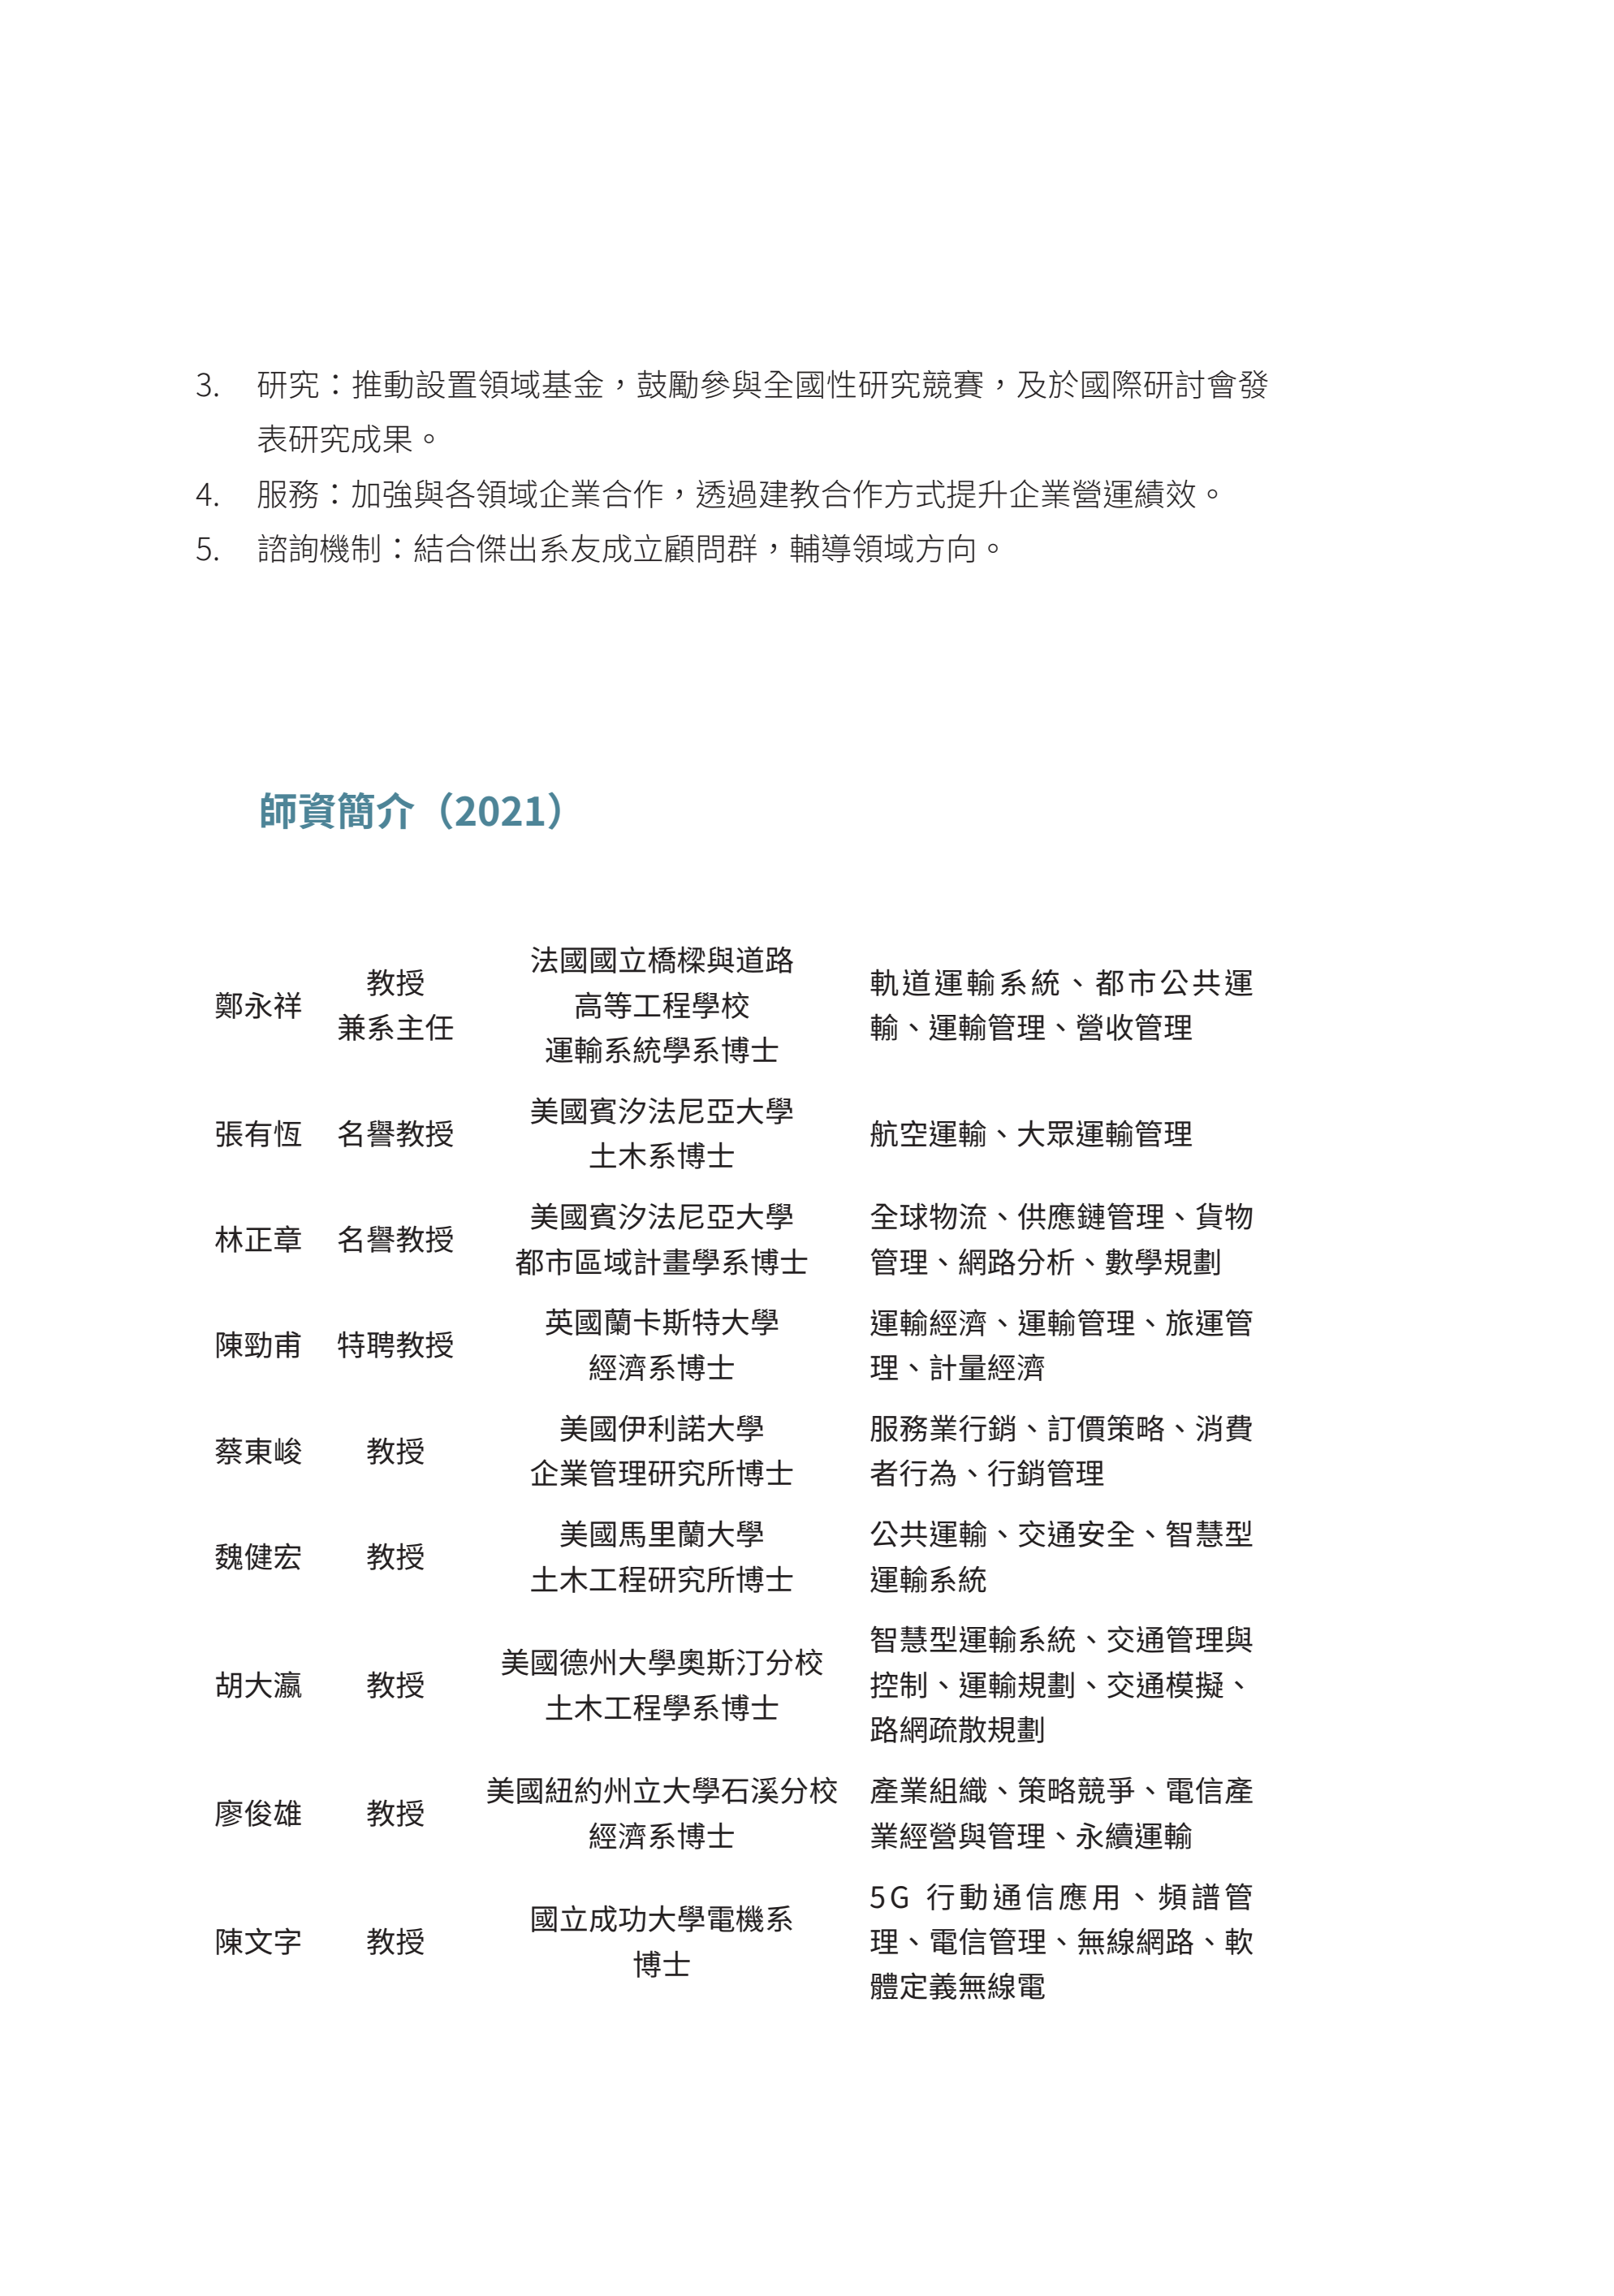 3. 研究：推動設置領域基金，鼓勵參與全國性研究競賽，及於國際研討會發
表研究成果。
4. 服務：加強與各領域企業合作，透過建教合作方式提升企業營運績效。
5. 諮詢機制：結合傑出系友成立顧問群，輔導領域方向。
師資簡介（2021）
鄭永祥
教授
兼系主任
法國國立橋樑與道路
高等工程學校
運輸系統學系博士
軌道運輸系統、都市公共運
輸、運輸管理、營收管理
張有恆
名譽教授
美國賓汐法尼亞大學
土木系博士
航空運輸、大眾運輸管理
林正章
名譽教授
美國賓汐法尼亞大學
都市區域計畫學系博士
全球物流、供應鏈管理、貨物
管理、網路分析、數學規劃
陳勁甫
特聘教授
英國蘭卡斯特大學
經濟系博士
運輸經濟、運輸管理、旅運管
理、計量經濟
蔡東峻
教授
美國伊利諾大學
企業管理研究所博士
服務業行銷、訂價策略、消費
者行為、行銷管理
魏健宏
教授
美國馬里蘭大學
土木工程研究所博士
公共運輸、交通安全、智慧型
運輸系統
胡大瀛
教授
美國德州大學奧斯汀分校
土木工程學系博士
智慧型運輸系統、交通管理與
控制、運輸規劃、交通模擬、
路網疏散規劃
廖俊雄
教授
美國紐約州立大學石溪分校
經濟系博士
產業組織、策略競爭、電信產
業經營與管理、永續運輸
陳文字
教授
國立成功大學電機系
博士
5G 行動通信應用、頻譜管
理、電信管理、無線網路、軟
體定義無線電